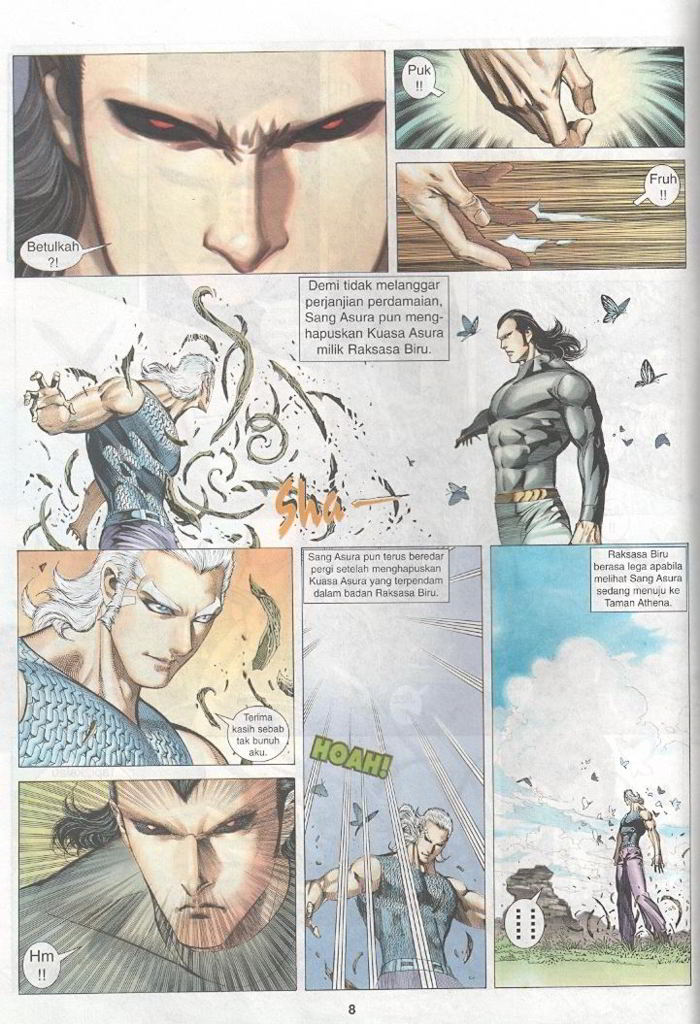 Betulkah
?!
Puk
!!
Fruh
!!
Demi tidak melanggar
perjanjian perdamaian,
Sang Asura pun meng-
hapuskan Kuasa Asura
milik Raksasa Biru.
Sha—
Terima
kasih sebab
tak bunuh
aku.
Hm
!!
Sang Asura pun terus beredar
pergi setelah menghapuskan
Kuasa Asura yang terpendam
dalam badan Raksasa Biru.
HOAH!
Raksasa Biru
berasa lega apabila
melihat Sang Asura
sedang menuju ke
Taman Athena.
!!
8